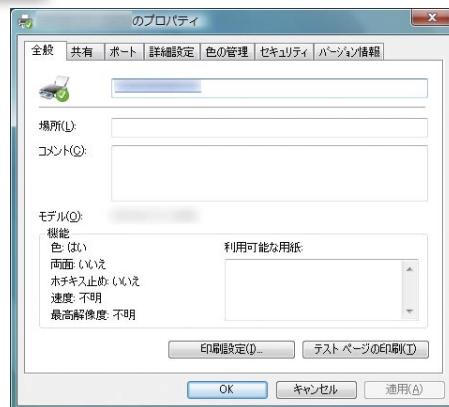 のプロパティ
全般 共有 ポート 詳細設定 色の管理 セキュリティ バージョン情報
場所(L):
コメント(C):
モデル(O):
機能
色: はい 利用可能な用紙:
両面: いいえ
ホチキス止め: いいえ
速度: 不明
最高解像度: 不明
印刷設定(I)... テスト ページの印刷(T)
OK キャンセル 適用(A)